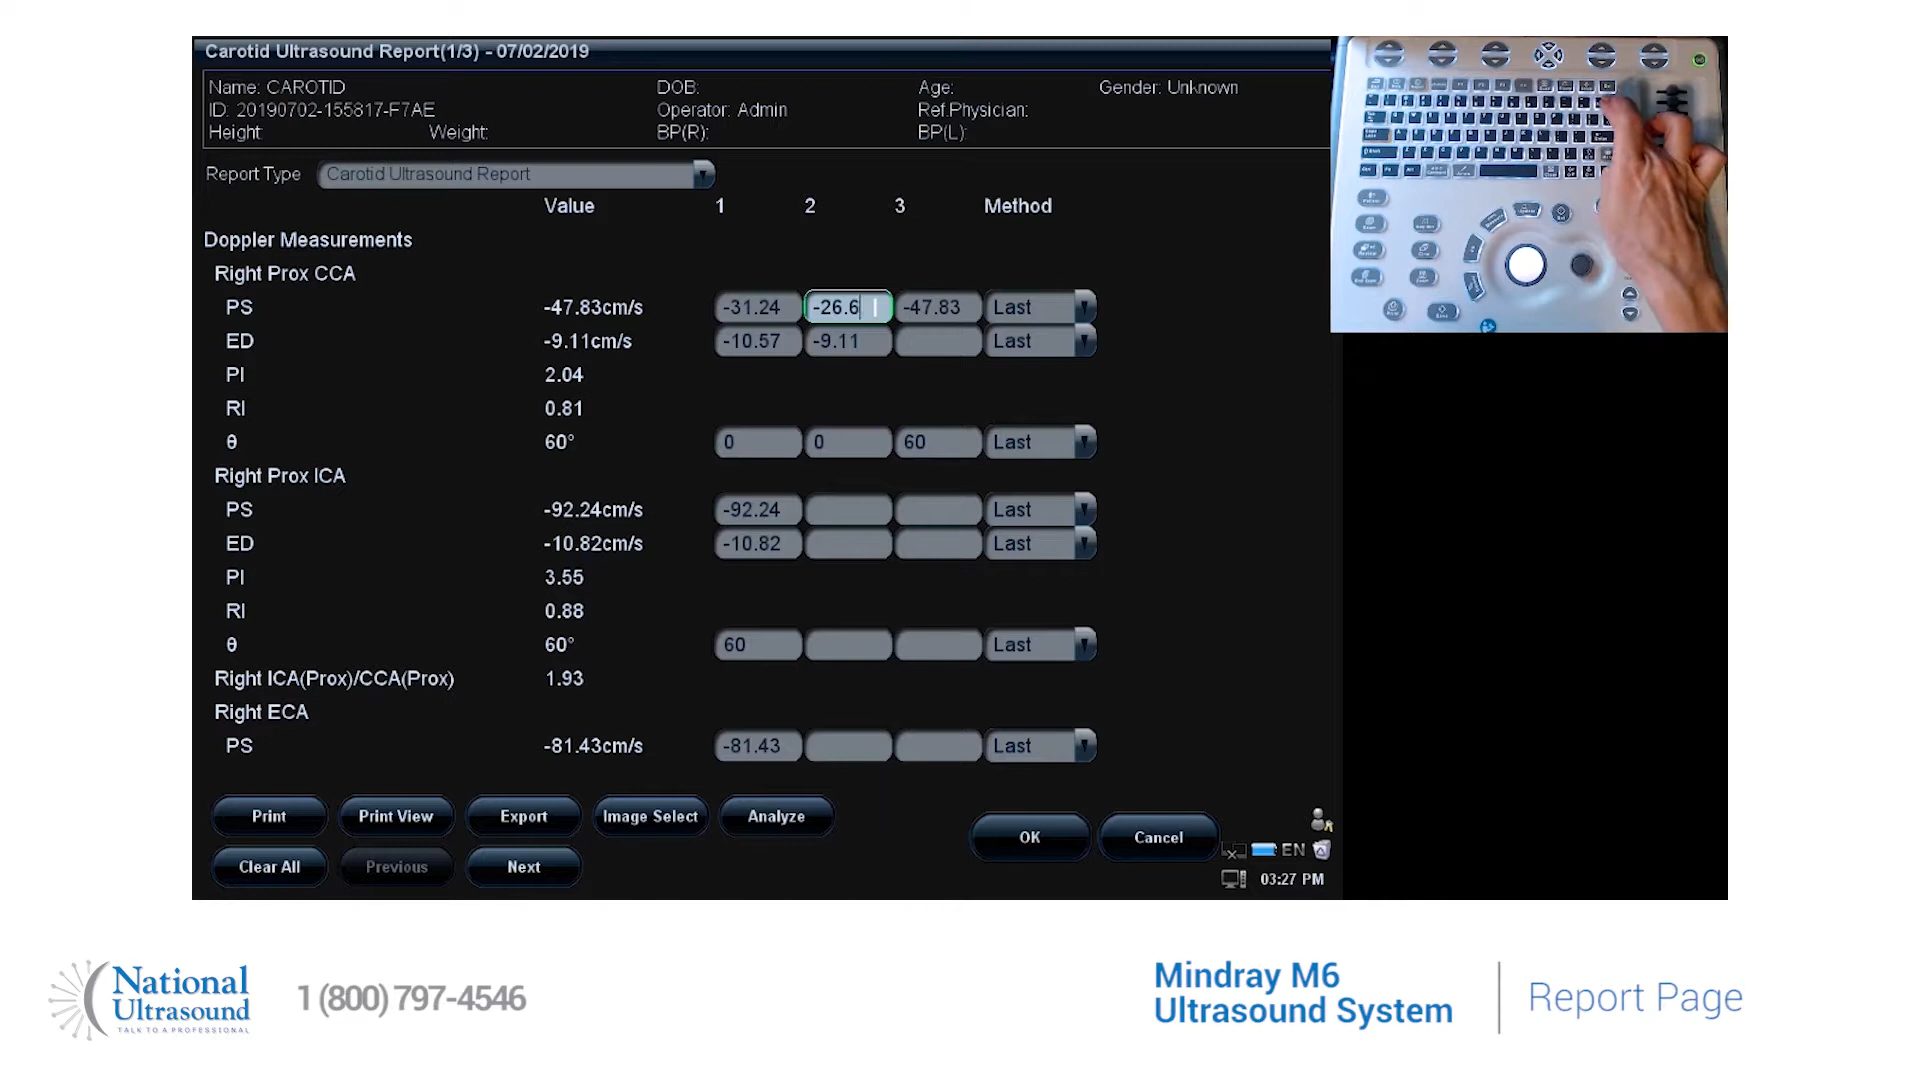 Carotid Ultrasound Report(1/3) - 07/02/2019
Name: CAROTID DOB: Age: Gender: Unknown
ID: 20190702-155817-F7AE Operator: Admin Ref.Physician:
Height: Weight: BP(R): BP(L):
Report Type Carotid Ultrasound Report
Value 1 2 3 Method
Doppler Measurements
Right Prox CCA
PS -47.83cm/s -31.24 -26.6 -47.83 Last
ED -9.11cm/s -10.57 -9.11 Last
PI 2.04
RI 0.81
θ 60° 0 0 60 Last
Right Prox ICA
PS -92.24cm/s -92.24 Last
ED -10.82cm/s -10.82 Last
PI 3.55
RI 0.88
θ 60° 60 Last
Right ICA(Prox)/CCA(Prox) 1.93
Right ECA
PS -81.43cm/s -81.43 Last
Print Print View Export Image Select Analyze
OK Cancel
Clear All Previous Next
EN
03:27 PM
National
Ultrasound
TALK TO A PROFESSIONAL
1 (800) 797-4546
Mindray M6
Ultrasound System
Report Page